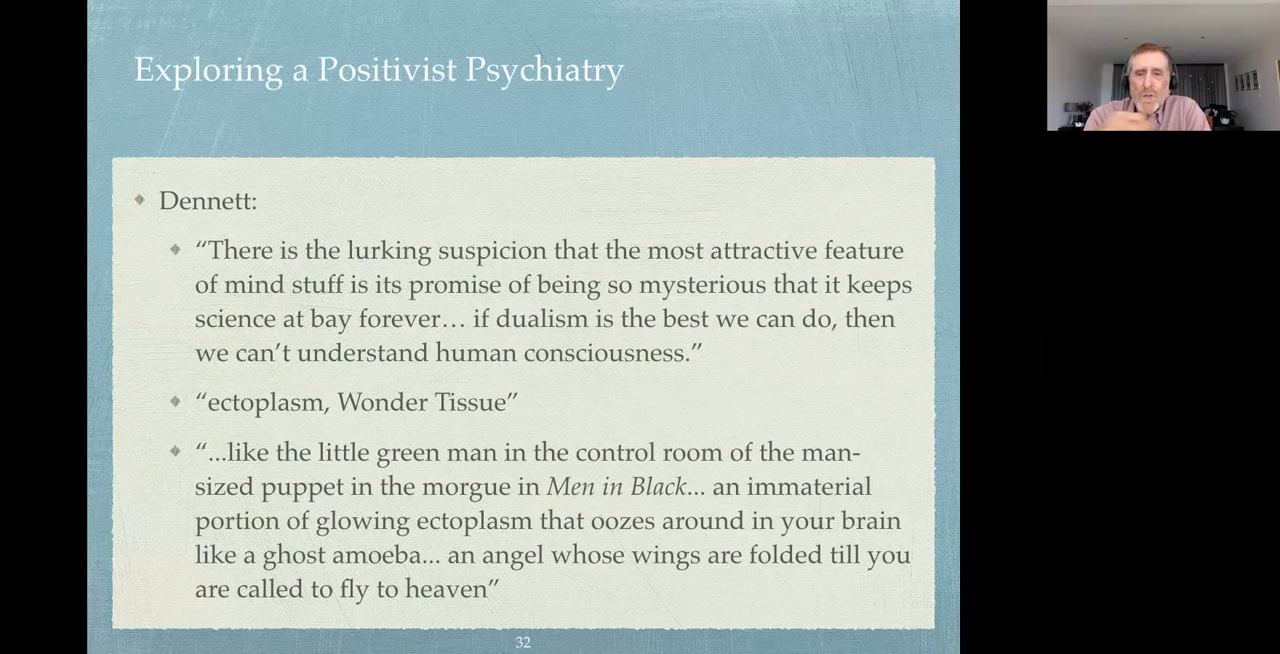 Exploring a Positivist Psychiatry
Dennett:
“There is the lurking suspicion that the most attractive feature
of mind stuff is its promise of being so mysterious that it keeps
science at bay forever… if dualism is the best we can do, then
we can’t understand human consciousness.”
“ectoplasm, Wonder Tissue”
“...like the little green man in the control room of the man-
sized puppet in the morgue in Men in Black... an immaterial
portion of glowing ectoplasm that oozes around in your brain
like a ghost amoeba... an angel whose wings are folded till you
are called to fly to heaven”
32